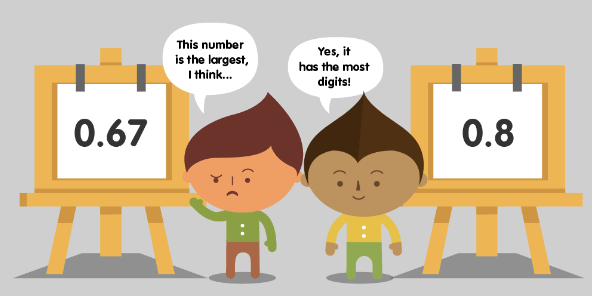 This number
is the largest,
I think...
Yes, it
has the most
digits!
0.67
0.8